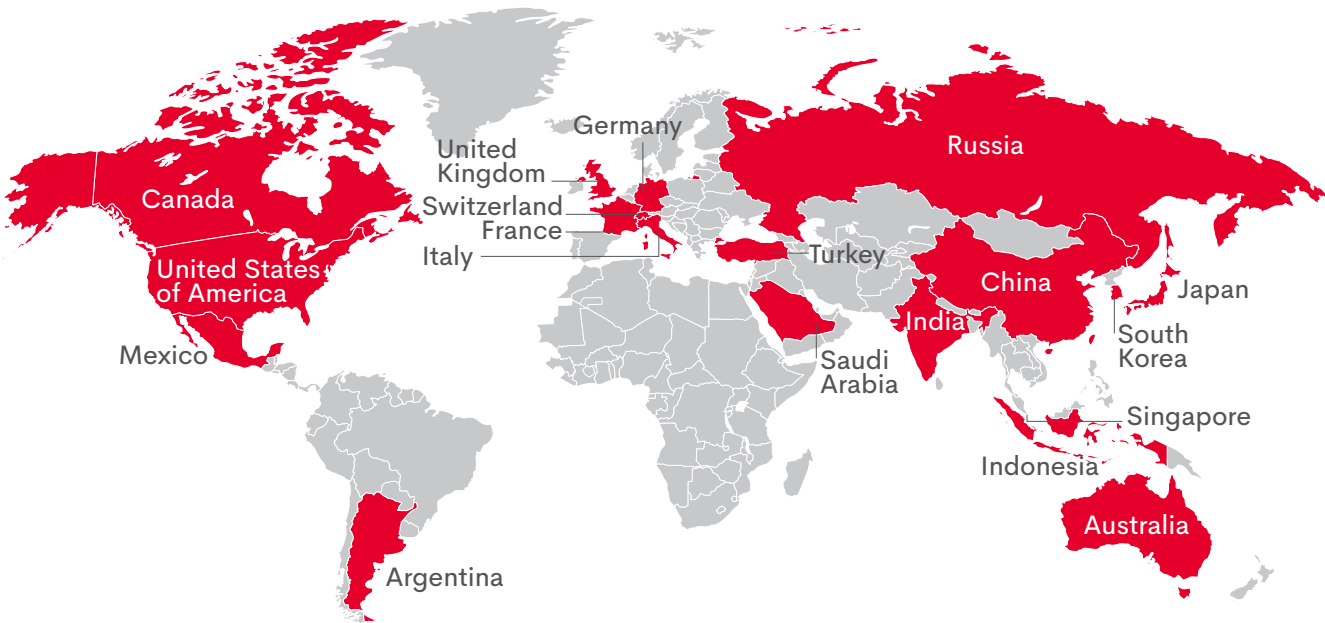 Germany
United
Kingdom
Russia
Canada
Switzerland
France
Italy
Turkey
United States
of America
China
Japan
India
South
Korea
Mexico
Saudi
Arabia
Singapore
Indonesia
Australia
Argentina